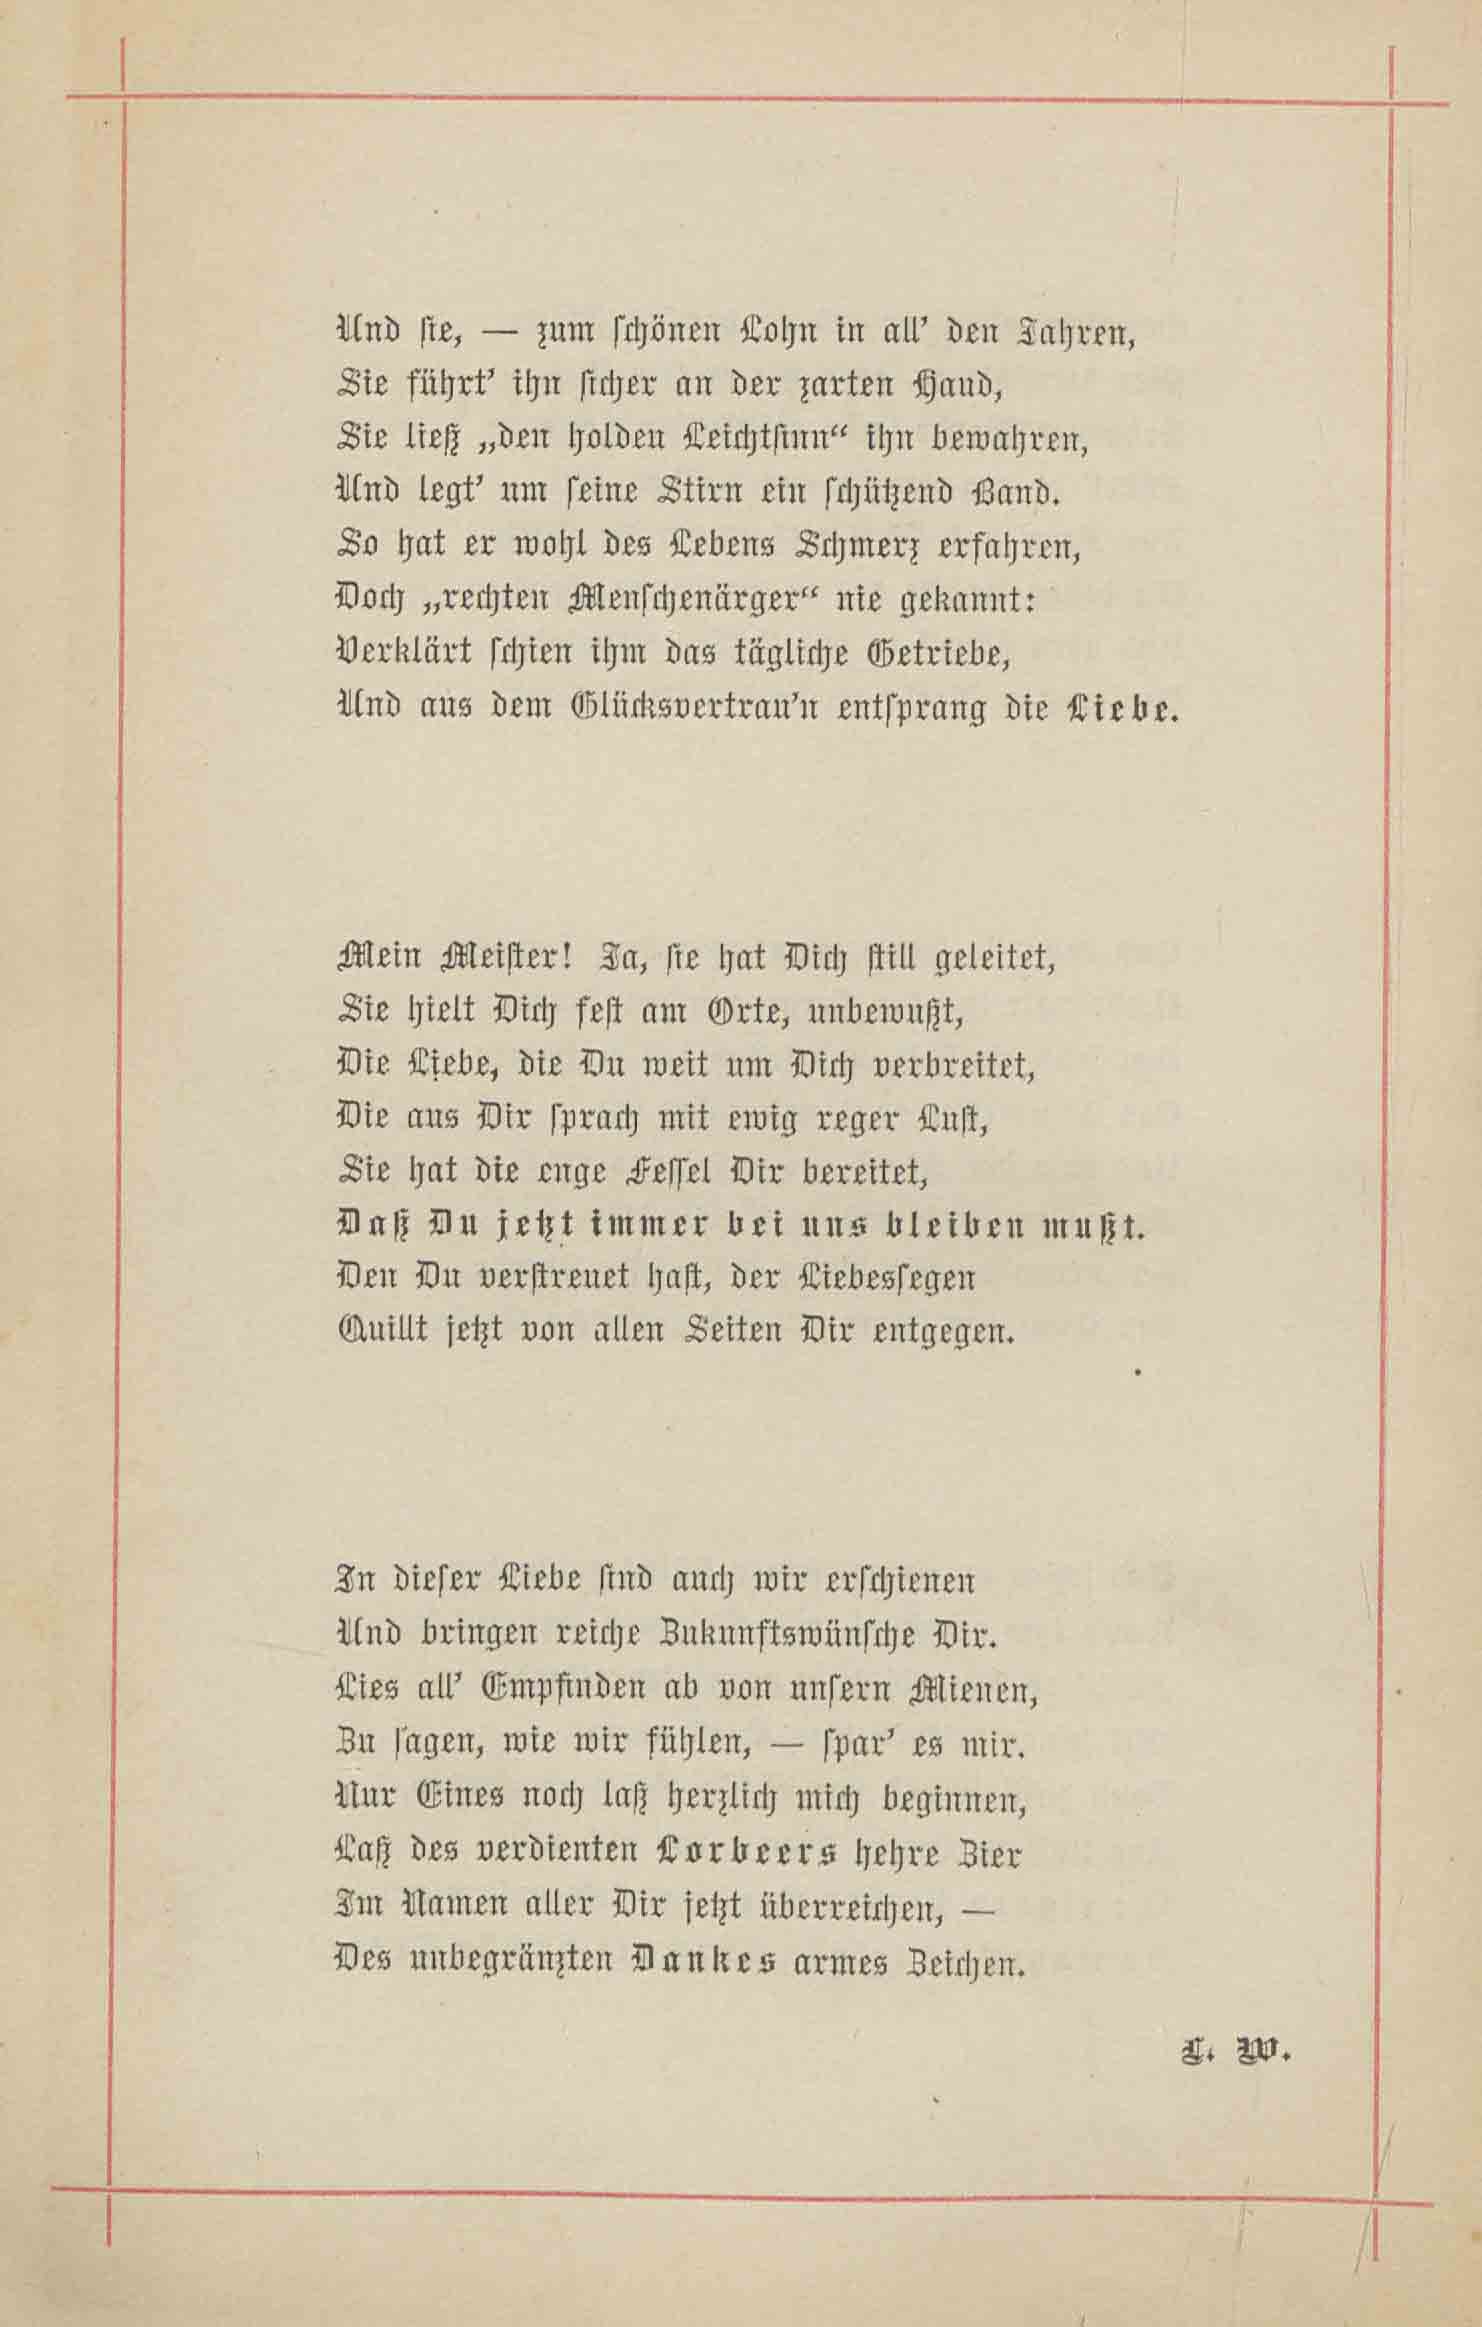 Und sie, — zum schönen Lohn in all’ den Jahren,
Sie führt’ ihn sicher an der zarten Hand,
Sie ließ „den holden Leichtsinn“ ihn bewahren,
Und legt’ um seine Stirn ein schützend Band.
So hat er wohl des Lebens Schmerz erfahren,
Doch „rechten Menschenärger“ nie gekannt:
Verklärt schien ihm das tägliche Getriebe,
Und aus dem Glücksvertrau’n entsprang die Liebe.
Mein Meister! Ja, sie hat Dich still geleitet,
Sie hielt Dich fest am Orte, unbewußt,
Die Liebe, die Du weit um Dich verbreitet,
Die aus Dir sprach mit ewig reger Lust,
Sie hat die enge Fessel Dir bereitet,
Daß Du jetzt immer bei uns bleiben mußt.
Den Du verstreuet hast, der Liebessegen
Quillt jetzt von allen Seiten Dir entgegen.
In dieser Liebe sind auch wir erschienen
Und bringen reiche Zukunftswünsche Dir.
Lies all’ Empfinden ab von unsern Mienen,
Zu sagen, wie wir fühlen, — spar’ es mir.
Nur Eines noch laß herzlich mich beginnen,
Laß des verdienten Lorbeers hehre Zier
Im Namen aller Dir jetzt überreichen, —
Des unbegränzten Dankes armes Zeichen.
L. W.